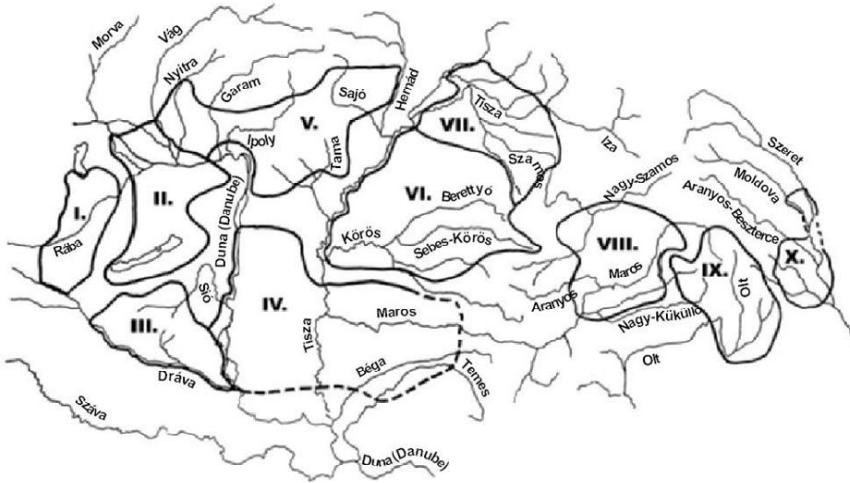 Morva
Vág
Nyitra
Garam
Sajó
Hernád
Ipoly
V.
Tarna
Tisza
VII.
Szamos
Iza
Szeret
Moldova
Aranyos-Beszterce
Nagy-Szamos
I.
Rába
II.
Duna (Danube)
VI.
Berettyó
Körös
Sebes-Körös
VIII.
Maros
IX.
Olt
X.
Sió
IV.
III.
Dráva
Tisza
Maros
Aranyos
Nagy-Küküllő
Olt
Béga
Temes
Száva
Duna (Danube)